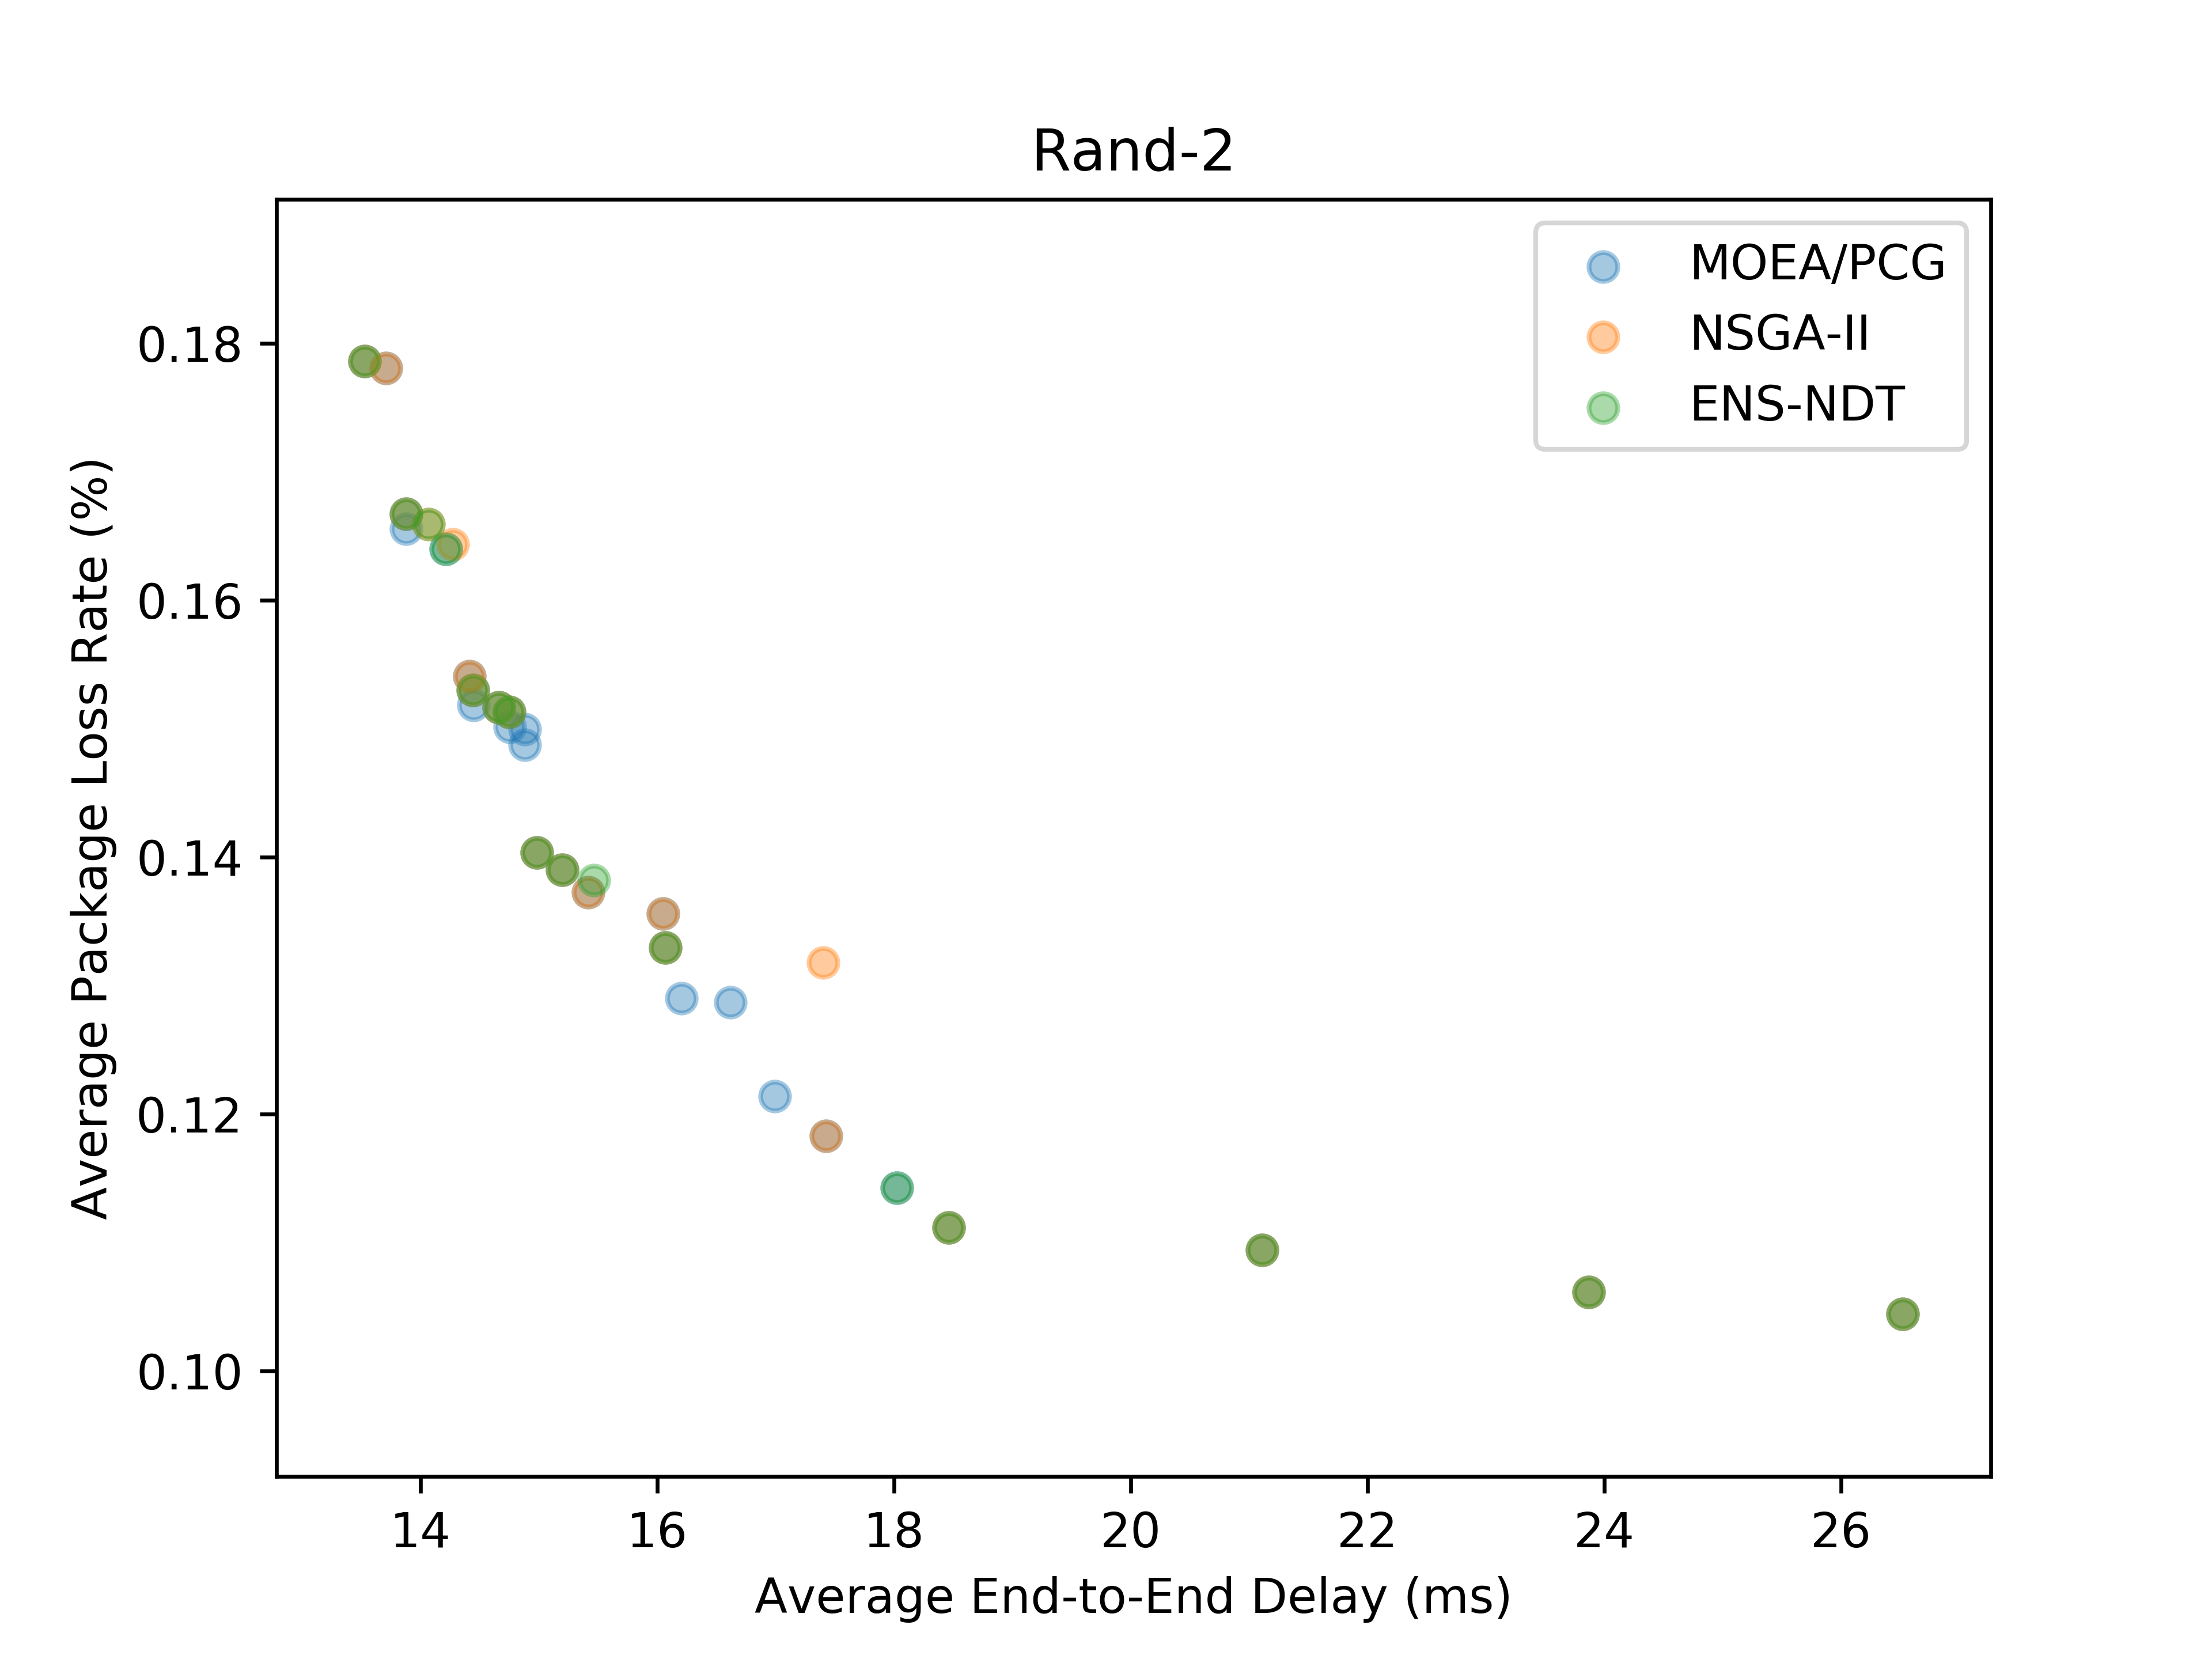 Rand-2
MOEA/PCG
NSGA-II
ENS-NDT
Average Package Loss Rate (%)
0.18
0.16
0.14
0.12
0.10
14 16 18 20 22 24 26
Average End-to-End Delay (ms)